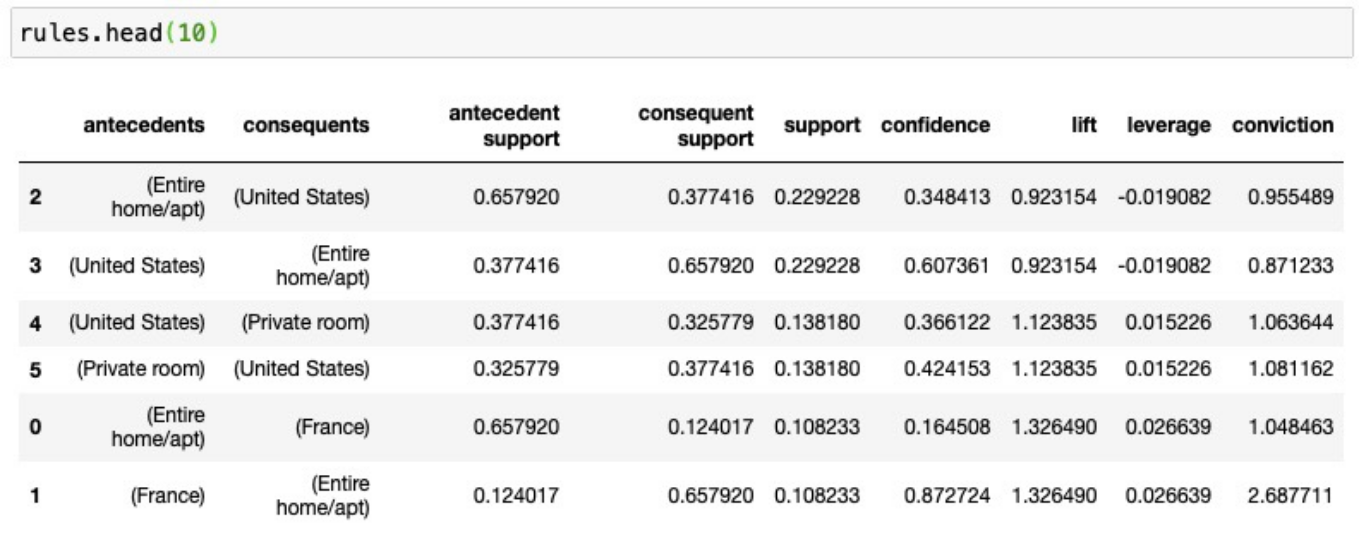 rules.head(10)
antecedents consequents antecedent support consequent support support confidence lift leverage conviction
2 (Entire home/apt) (United States) 0.657920 0.377416 0.229228 0.348413 0.923154 -0.019082 0.955489
3 (United States) (Entire home/apt) 0.377416 0.657920 0.229228 0.607361 0.923154 -0.019082 0.871233
4 (United States) (Private room) 0.377416 0.325779 0.138180 0.366122 1.123835 0.015226 1.063644
5 (Private room) (United States) 0.325779 0.377416 0.138180 0.424153 1.123835 0.015226 1.081162
0 (Entire home/apt) (France) 0.657920 0.124017 0.108233 0.164508 1.326490 0.026639 1.048463
1 (France) (Entire home/apt) 0.124017 0.657920 0.108233 0.872724 1.326490 0.026639 2.687711